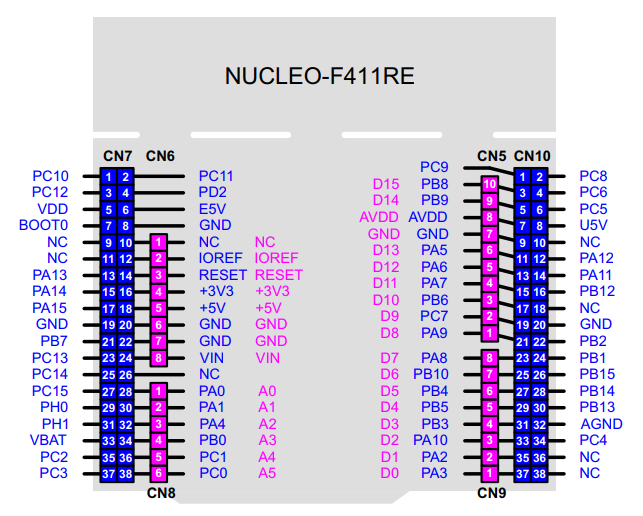 NUCLEO-F411RE
CN7 CN6 CN5 CN10
PC9
PC10 1 2 PC11 1 2 PC8
PC12 3 4 PD2 D15 PB8 10 3 4 PC6
VDD 5 6 E5V D14 PB9 9 5 6 PC5
BOOT0 7 8 GND AVDD AVDD 8 7 8 U5V
NC 9 10 1 NC NC GND GND 7 9 10 NC
NC 11 12 2 IOREF IOREF D13 PA5 6 11 12 PA12
PA13 13 14 3 RESET RESET D12 PA6 5 13 14 PA11
PA14 15 16 4 +3V3 +3V3 D11 PA7 4 15 16 PB12
PA15 17 18 5 +5V +5V D10 PB6 3 17 18 NC
GND 19 20 6 GND GND D9 PC7 2 19 20 GND
PB7 21 22 7 GND GND D8 PA9 1 21 22 PB2
PC13 23 24 8 VIN VIN D7 PA8 8 23 24 PB1
PC14 25 26 NC D6 PB10 7 25 26 PB15
PC15 27 28 1 PA0 A0 D5 PB4 6 27 28 PB14
PH0 29 30 2 PA1 A1 D4 PB5 5 29 30 PB13
PH1 31 32 3 PA4 A2 D3 PB3 4 31 32 AGND
VBAT 33 34 4 PB0 A3 D2 PA10 3 33 34 PC4
PC2 35 36 5 PC1 A4 D1 PA2 2 35 36 NC
PC3 37 38 6 PC0 A5 D0 PA3 1 37 38 NC
CN8 CN9